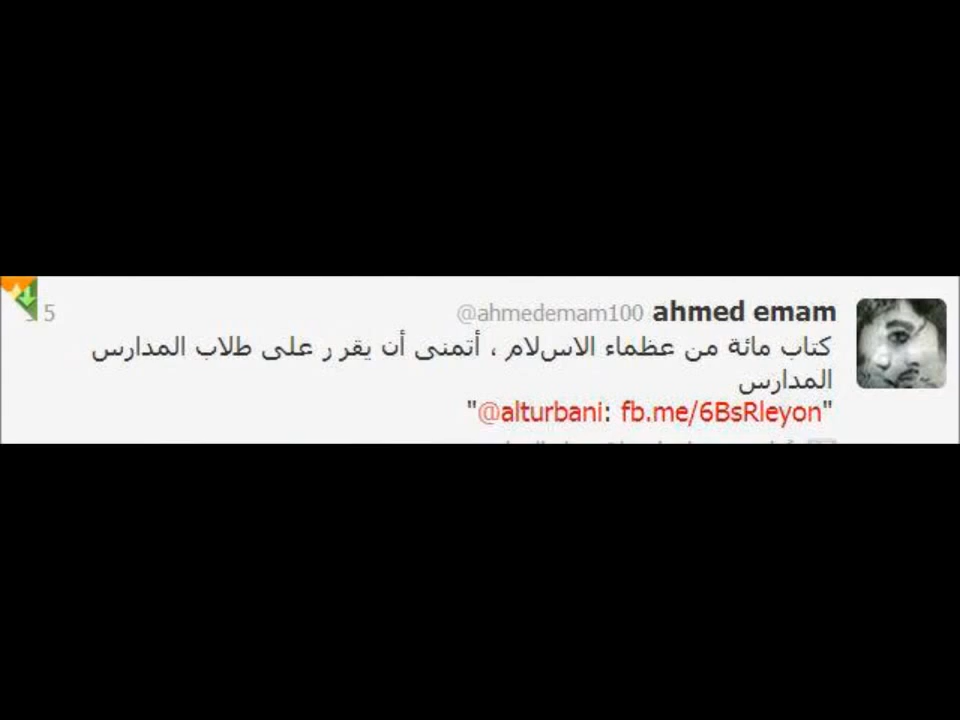 ahmed emam @ahmedemam100 5
كتاب مائة من عظماء الاسلام ، أتمنى أن يقرر على طلاب المدارس
المدارس
"@alturbani: fb.me/6BsRleyon"